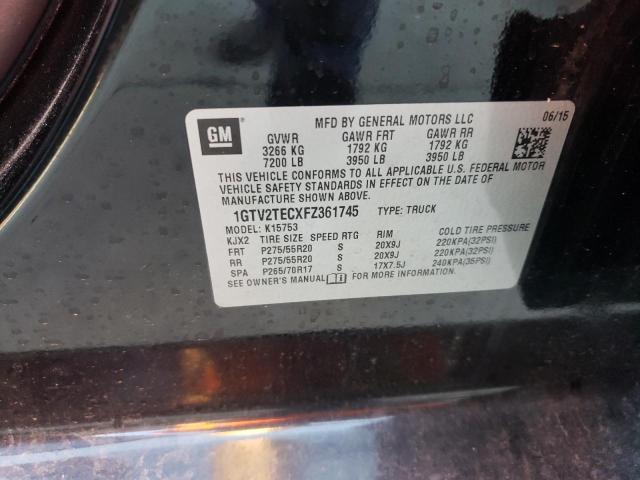 GM
MFD BY GENERAL MOTORS LLC 06/15
GVWR GAWR FRT GAWR RR
3266 KG 1792 KG 1792 KG
7200 LB 3950 LB 3950 LB
THIS VEHICLE CONFORMS TO ALL APPLICABLE U.S. FEDERAL MOTOR
VEHICLE SAFETY STANDARDS IN EFFECT ON THE DATE OF
MANUFACTURE SHOWN ABOVE.
1GTV2TECXFZ361745 TYPE: TRUCK
MODEL: K15753
KJX2 TIRE SIZE SPEED RTG RIM COLD TIRE PRESSURE
FRT P275/55R20 S 20X9J 220KPA(32PSI)
RR P275/55R20 S 20X9J 220KPA(32PSI)
SPA P265/70R17 S 17X7.5J 240KPA(35PSI)
SEE OWNER'S MANUAL FOR MORE INFORMATION.